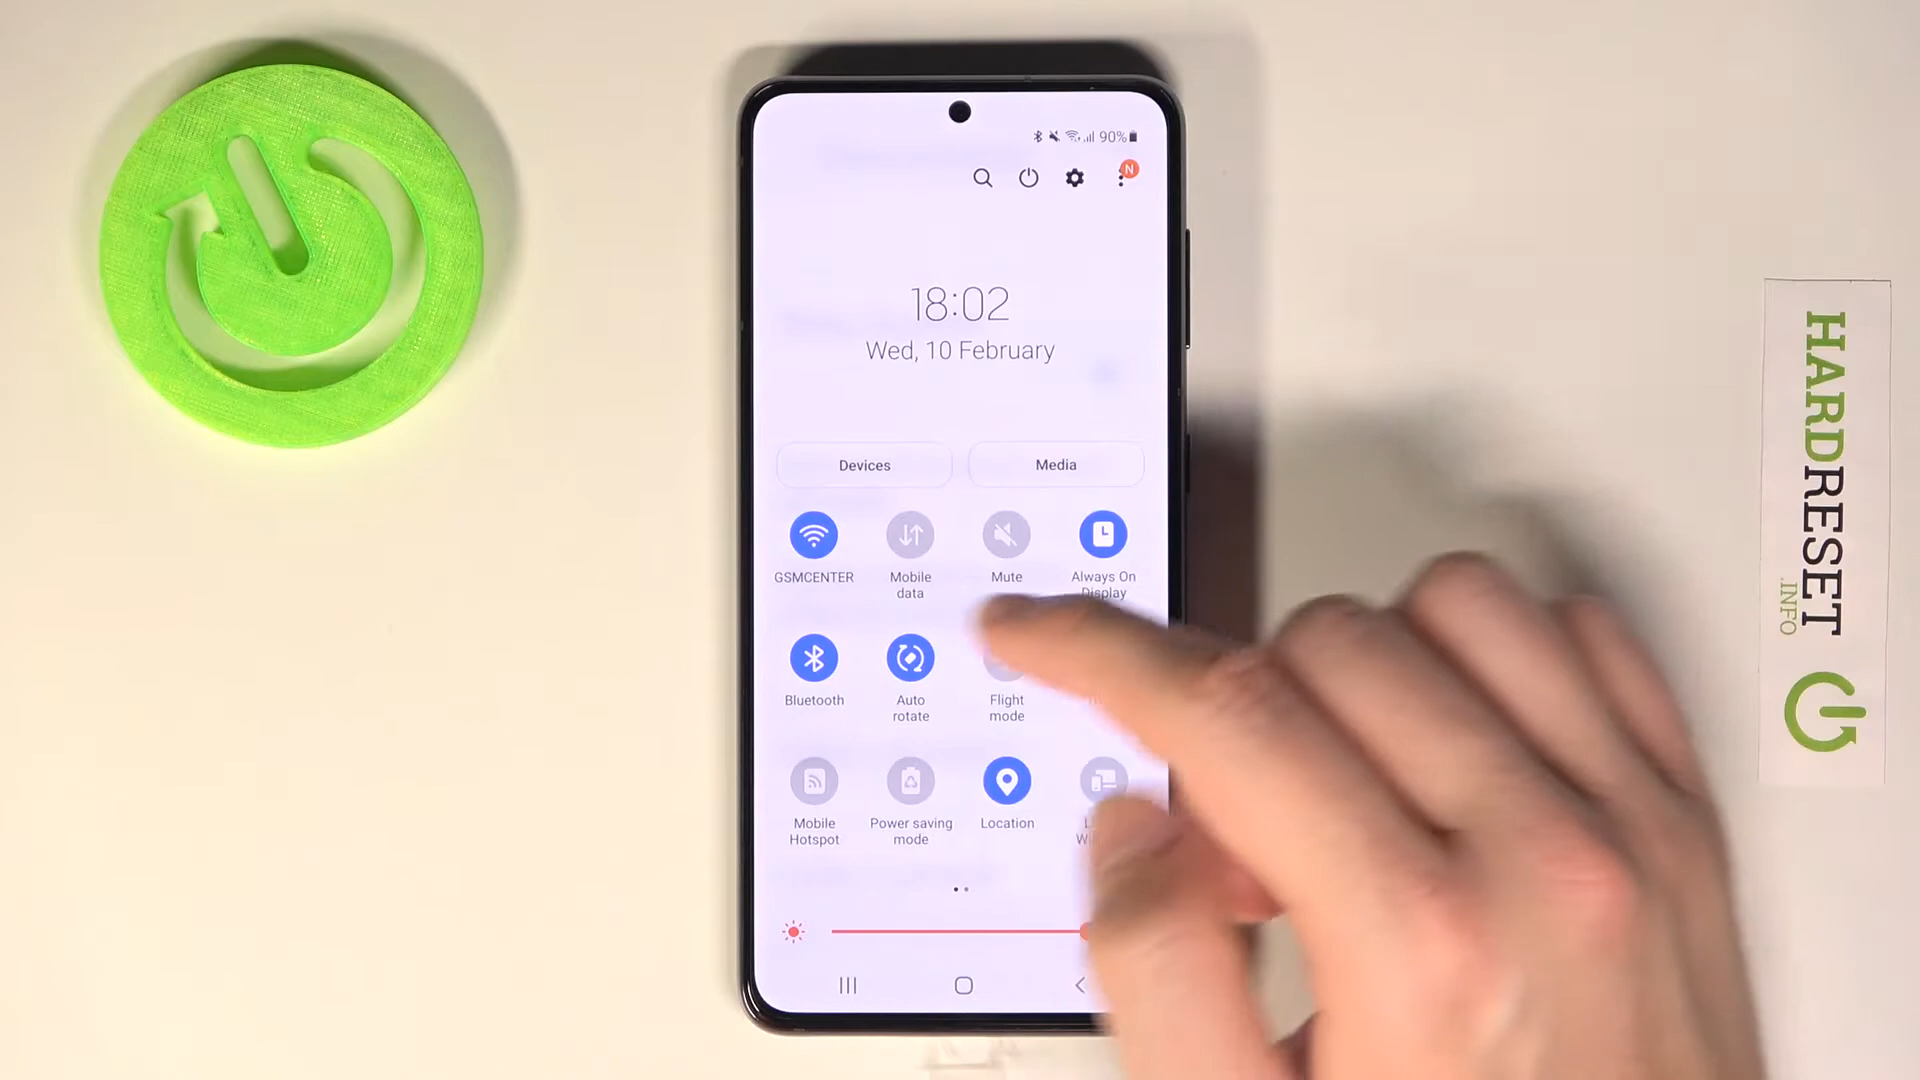 90%
N
18:02
Wed, 10 February
Devices
Media
GSMCENTER
Mobile
data
Mute
Always On
Display
Bluetooth
Auto
rotate
Flight
mode
Mobile
Hotspot
Power saving
mode
Location
HARDRESET
.INFO